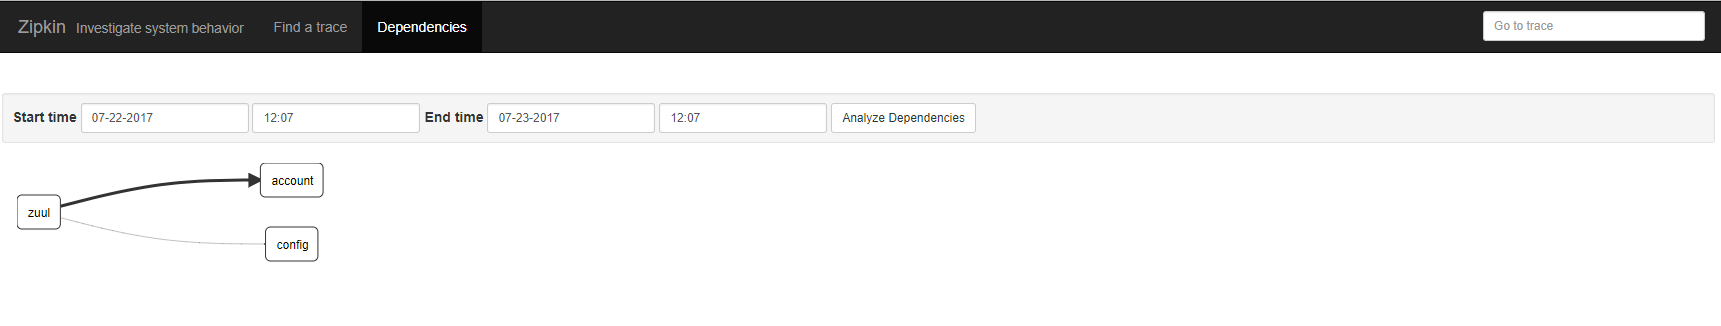 Zipkin Investigate system behavior Find a trace Dependencies Go to trace
Start time 07-22-2017 12:07 End time 07-23-2017 12:07 Analyze Dependencies
account
zuul
config